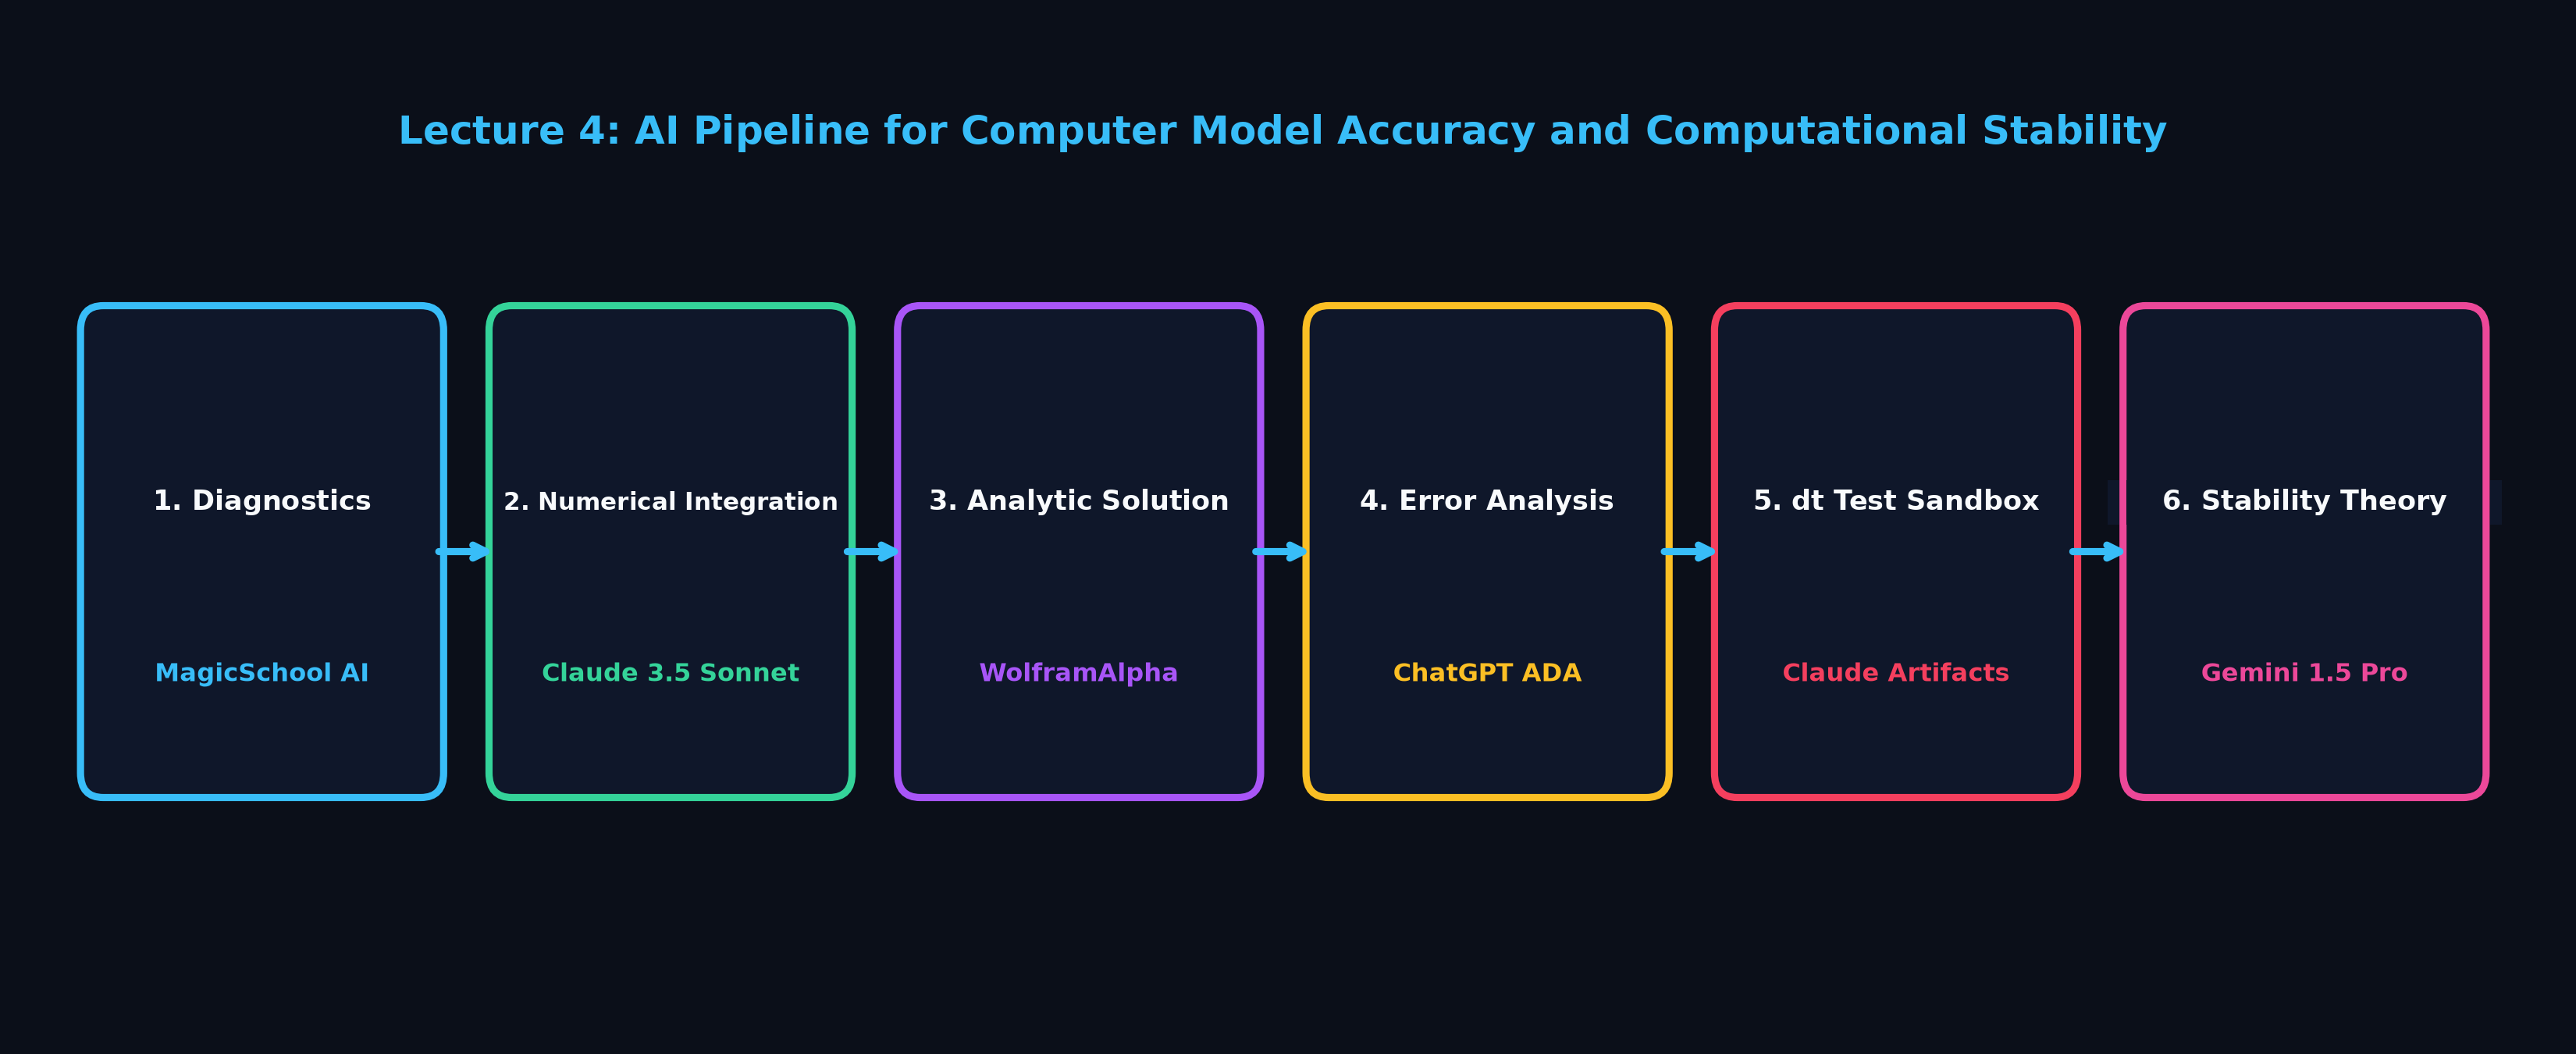 Lecture 4: AI Pipeline for Computer Model Accuracy and Computational Stability
1. Diagnostics
MagicSchool AI
2. Numerical Integration
Claude 3.5 Sonnet
3. Analytic Solution
WolframAlpha
4. Error Analysis
ChatGPT ADA
5. dt Test Sandbox
Claude Artifacts
6. Stability Theory
Gemini 1.5 Pro